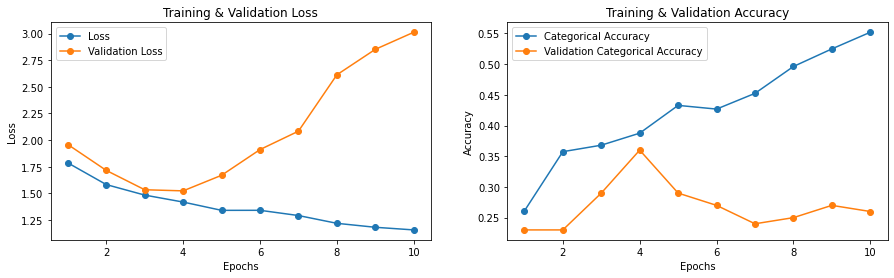 Training & Validation Loss
Loss
Validation Loss
3.00
2.75
2.50
2.25
2.00
1.75
1.50
1.25
Loss
2
4
6
8
10
Epochs
Training & Validation Accuracy
Categorical Accuracy
Validation Categorical Accuracy
0.55
0.50
0.45
0.40
0.35
0.30
0.25
Accuracy
2
4
6
8
10
Epochs